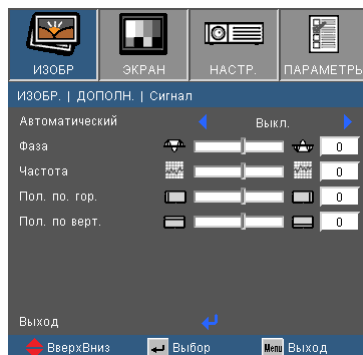 ИЗОБР ЭКРАН НАСТР. ПАРАМЕТРЫ
ИЗОБР. | ДОПОЛН. | Сигнал
Автоматический Выкл.
Фаза 0
Частота 0
Пол. по. гор. 0
Пол. по верт. 0
Выход
ВверхВниз Выбор Menu Выход